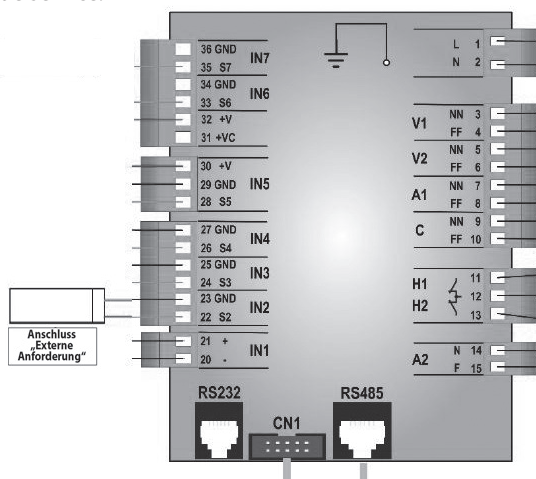 36 GND
35 S7
IN7
34 GND
33 S6
IN6
32 +V
31 +VC
30 +V
29 GND
28 S5
IN5
27 GND
26 S4
IN4
25 GND
24 S3
IN3
23 GND
22 S2
IN2
21 +
20 -
IN1
Anschluss
„Externe
Anforderung“
L 1
N 2
V1
NN 3
FF 4
V2
NN 5
FF 6
A1
NN 7
FF 8
C
NN 9
FF 10
H1
H2
11
12
13
A2
N 14
F 15
RS232
CN1
RS485